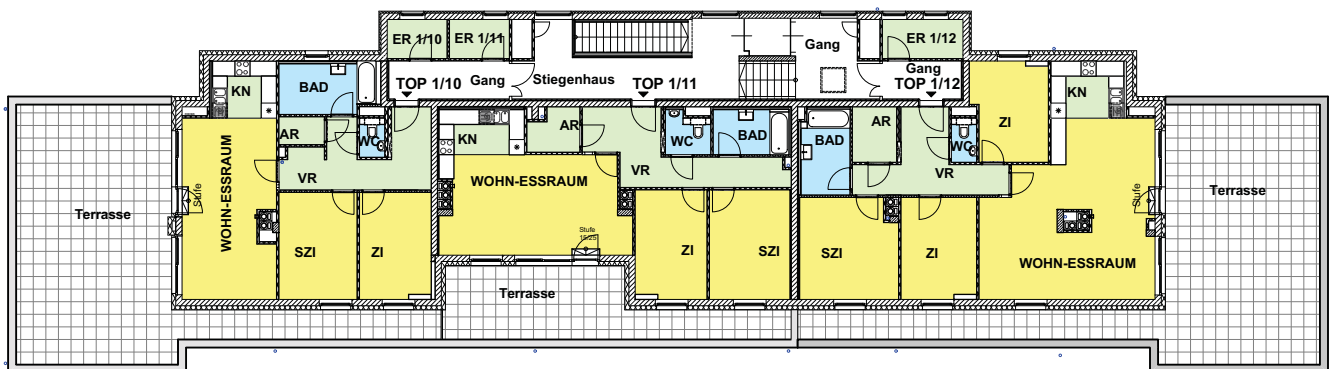 ER 1/10
ER 1/11
ER 1/12
Gang
Gang
Gang
Stiegenhaus
TOP 1/10
TOP 1/11
TOP 1/12
KN
BAD
AR
WC
VR
WOHN-ESSRAUM
Stufe
Terrasse
SZI
ZI
KN
AR
WC
BAD
VR
WOHN-ESSRAUM
Stufe
15/25
Terrasse
ZI
SZI
BAD
AR
WC
VR
ZI
KN
SZI
ZI
WOHN-ESSRAUM
Stufe
Terrasse